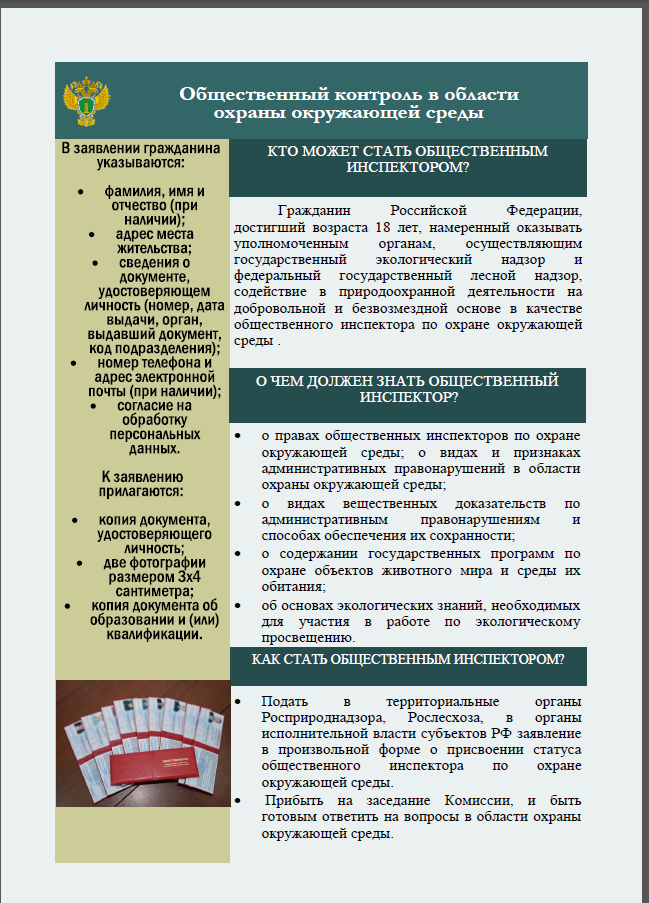 Общественный контроль в области
охраны окружающей среды
В заявлении гражданина
указываются:
• фамилия, имя и
отчество (при
наличии);
• адрес места
жительства;
• сведения о
документе,
удостоверяющем
личность (номер, дата
выдачи, орган,
выдавший документ,
код подразделения);
• номер телефона и
адрес электронной
почты (при наличии);
• согласие на
обработку
персональных
данных.
К заявлению
прилагаются:
• копия документа,
удостоверяющего
личность;
• две фотографии
размером 3х4
сантиметра;
• копия документа об
образовании и (или)
квалификации.
КТО МОЖЕТ СТАТЬ ОБЩЕСТВЕННЫМ
ИНСПЕКТОРОМ?
Гражданин Российской Федерации,
достигший возраста 18 лет, намеренный оказывать
уполномоченным органам, осуществляющим
государственный экологический надзор и
федеральный государственный лесной надзор,
содействие в природоохранной деятельности на
добровольной и безвозмездной основе в качестве
общественного инспектора по охране окружающей
среды .
О ЧЕМ ДОЛЖЕН ЗНАТЬ ОБЩЕСТВЕННЫЙ
ИНСПЕКТОР?
• о правах общественных инспекторов по охране
окружающей среды; о видах и признаках
административных правонарушений в области
охраны окружающей среды;
• о видах вещественных доказательств по
административным правонарушениям и
способах обеспечения их сохранности;
• о содержании государственных программ по
охране объектов животного мира и среды их
обитания;
• об основах экологических знаний, необходимых
для участия в работе по экологическому
просвещению.
КАК СТАТЬ ОБЩЕСТВЕННЫМ ИНСПЕКТОРОМ?
• Подать в территориальные органы
Росприроднадзора, Рослесхоза, в органы
исполнительной власти субъектов РФ заявление
в произвольной форме о присвоении статуса
общественного инспектора по охране
окружающей среды.
• Прибыть на заседание Комиссии, и быть
готовым ответить на вопросы в области охраны
окружающей среды.